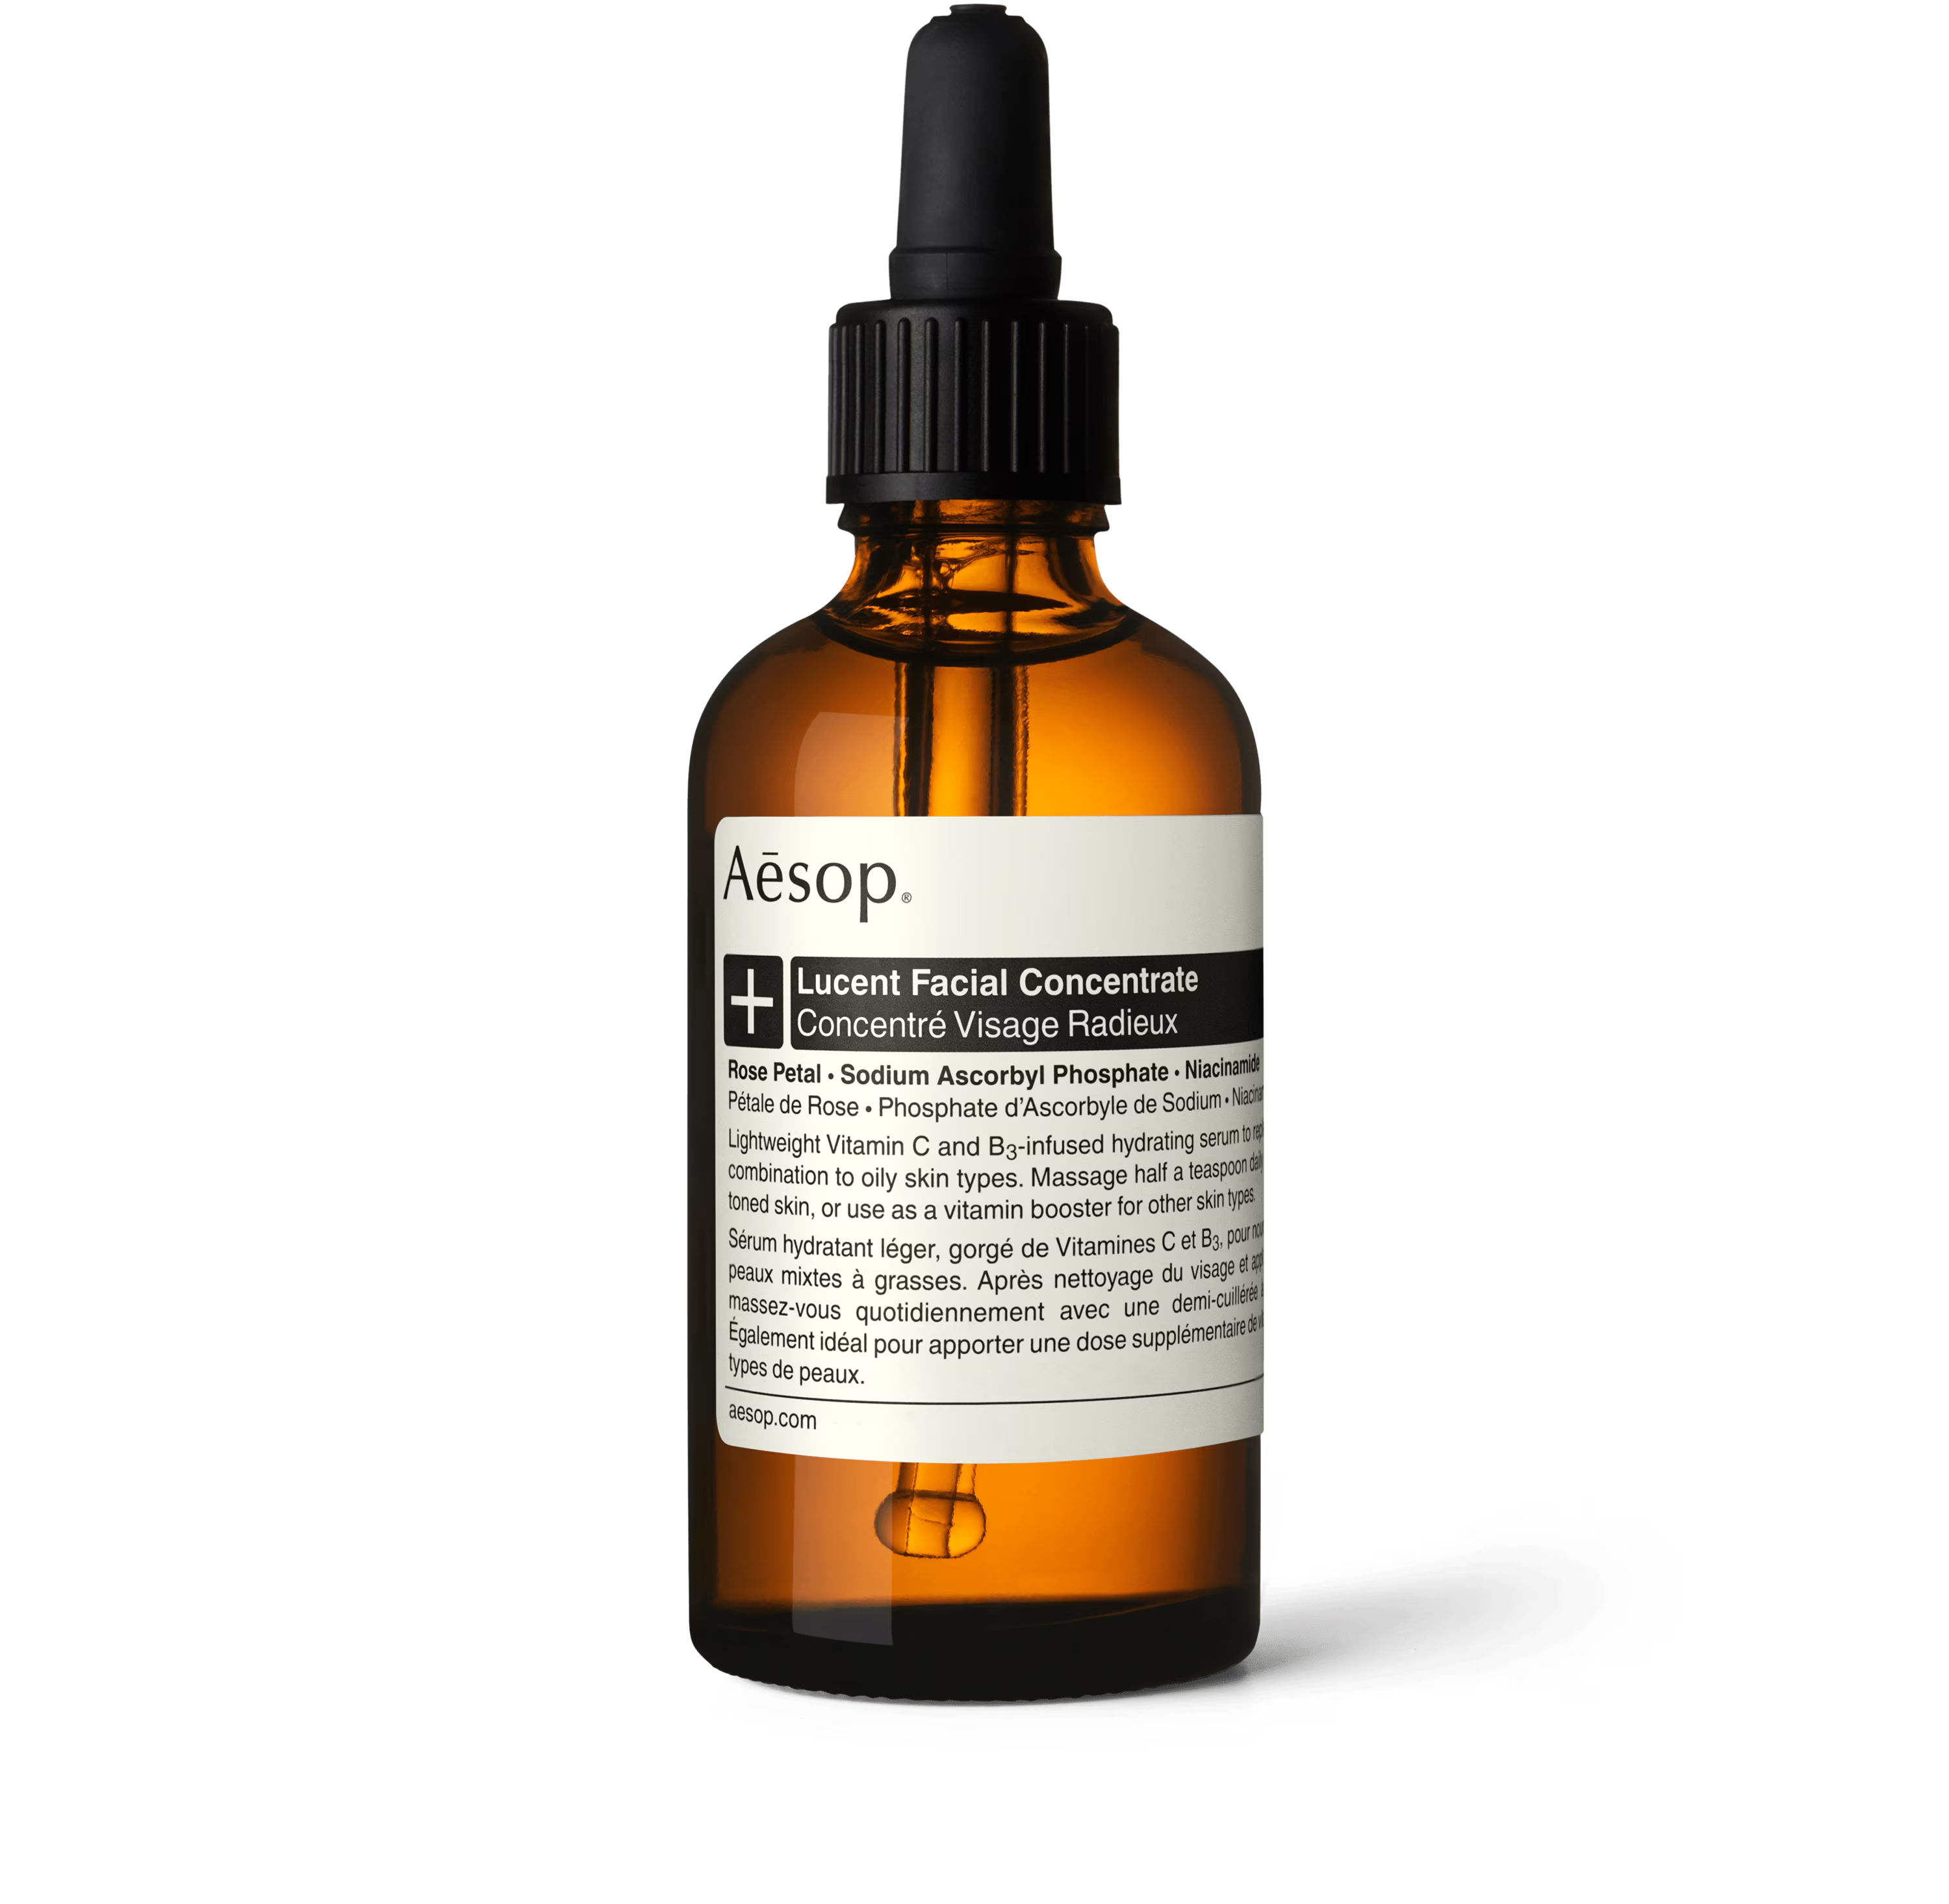 Aēsop.®
+
Lucent Facial Concentrate
Concentré Visage Radieux
Rose Petal • Sodium Ascorbyl Phosphate • Niacinamide
Pétale de Rose • Phosphate d'Ascorbyle de Sodium •
Lightweight Vitamin C and B3-infused hydrating serum to
combination to oily skin types. Massage half a teaspoon
toned skin, or use as a vitamin booster for other skin types.
Sérum hydratant léger, gorgé de Vitamines C et B3, pour
peaux mixtes à grasses. Après nettoyage du visage et
massez-vous quotidiennement avec une demi-cuillérée
Également idéal pour apporter une dose supplémentaire de
types de peaux.
aesop.com